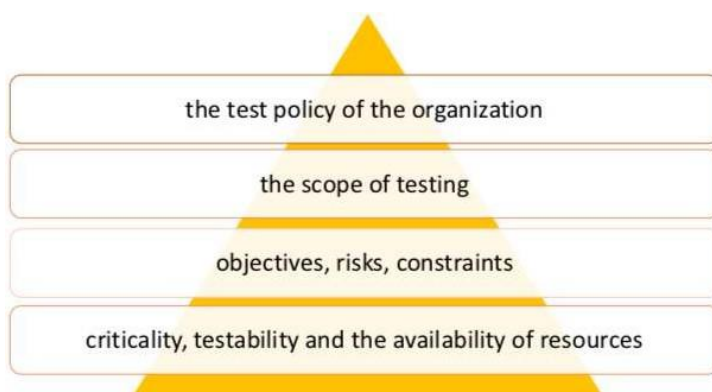 the test policy of the organization
the scope of testing
objectives, risks, constraints
criticality, testability and the availability of resources